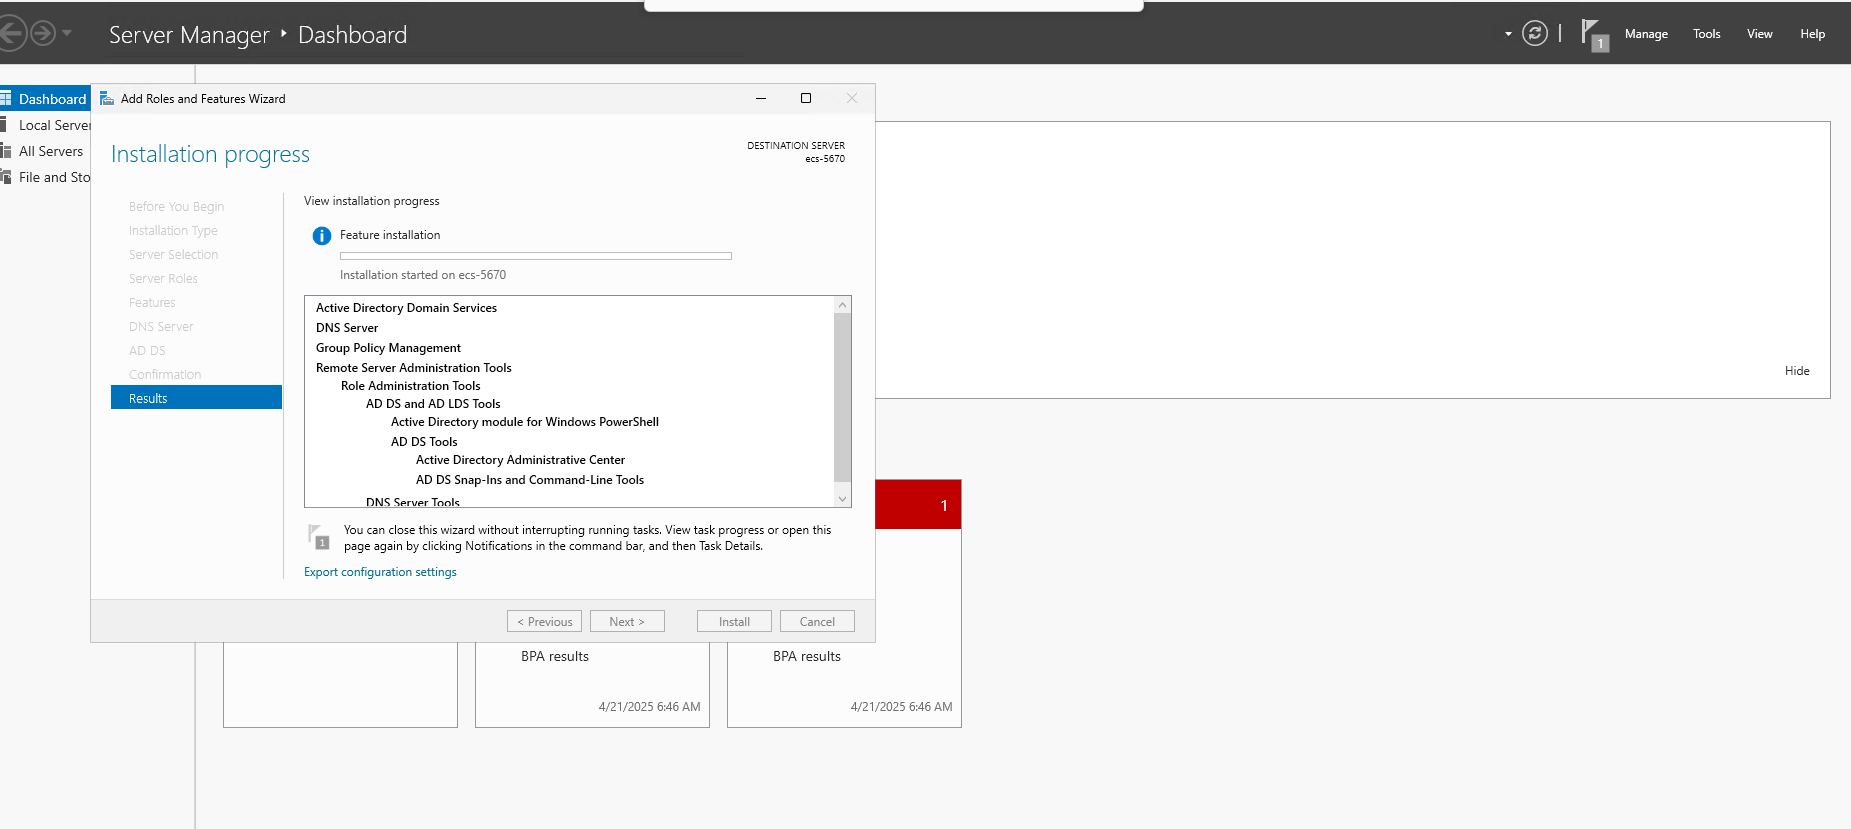 Server Manager ‣ Dashboard
1
Manage
Tools
View
Help
Dashboard
Local Server
All Servers
File and Sto
Add Roles and Features Wizard
Installation progress
DESTINATION SERVER
ecs-5670
Before You Begin
Installation Type
Server Selection
Server Roles
Features
DNS Server
AD DS
Confirmation
Results
View installation progress
Feature installation
Installation started on ecs-5670
Active Directory Domain Services
DNS Server
Group Policy Management
Remote Server Administration Tools
Role Administration Tools
AD DS and AD LDS Tools
Active Directory module for Windows PowerShell
AD DS Tools
Active Directory Administrative Center
AD DS Snap-Ins and Command-Line Tools
DNS Server Tools
1
You can close this wizard without interrupting running tasks. View task progress or open this
page again by clicking Notifications in the command bar, and then Task Details.
Export configuration settings
< Previous
Next >
Install
Cancel
Hide
1
BPA results
4/21/2025 6:46 AM
BPA results
4/21/2025 6:46 AM